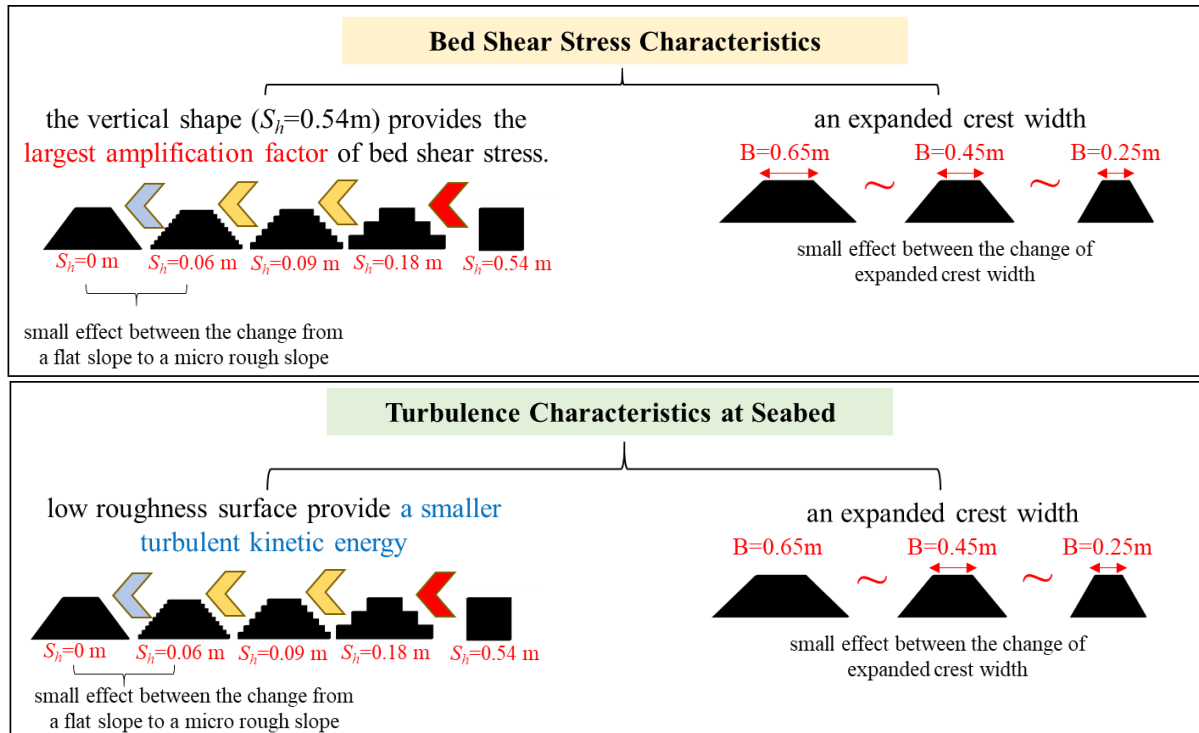 Bed Shear Stress Characteristics
the vertical shape (Sh=0.54m) provides the
largest amplification factor of bed shear stress.
Sh=0 m
Sh=0.06 m
Sh=0.09 m
Sh=0.18 m
Sh=0.54 m
small effect between the change from
a flat slope to a micro rough slope
an expanded crest width
B=0.65m
~
B=0.45m
~
B=0.25m
small effect between the change of
expanded crest width
Turbulence Characteristics at Seabed
low roughness surface provide a smaller
turbulent kinetic energy
Sh=0 m
Sh=0.06 m
Sh=0.09 m
Sh=0.18 m
Sh=0.54 m
small effect between the change from
a flat slope to a micro rough slope
an expanded crest width
B=0.65m
~
B=0.45m
~
B=0.25m
small effect between the change of
expanded crest width